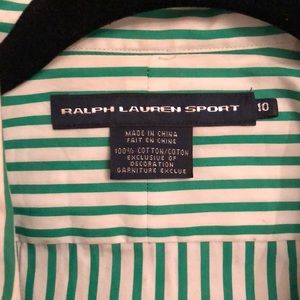 RALPH LAUREN SPORT 10
MADE IN CHINA
FAIT EN CHINE
100% COTTON/COTON
EXCLUSIVE OF
DECORATION
GARNITURE EXCLUE